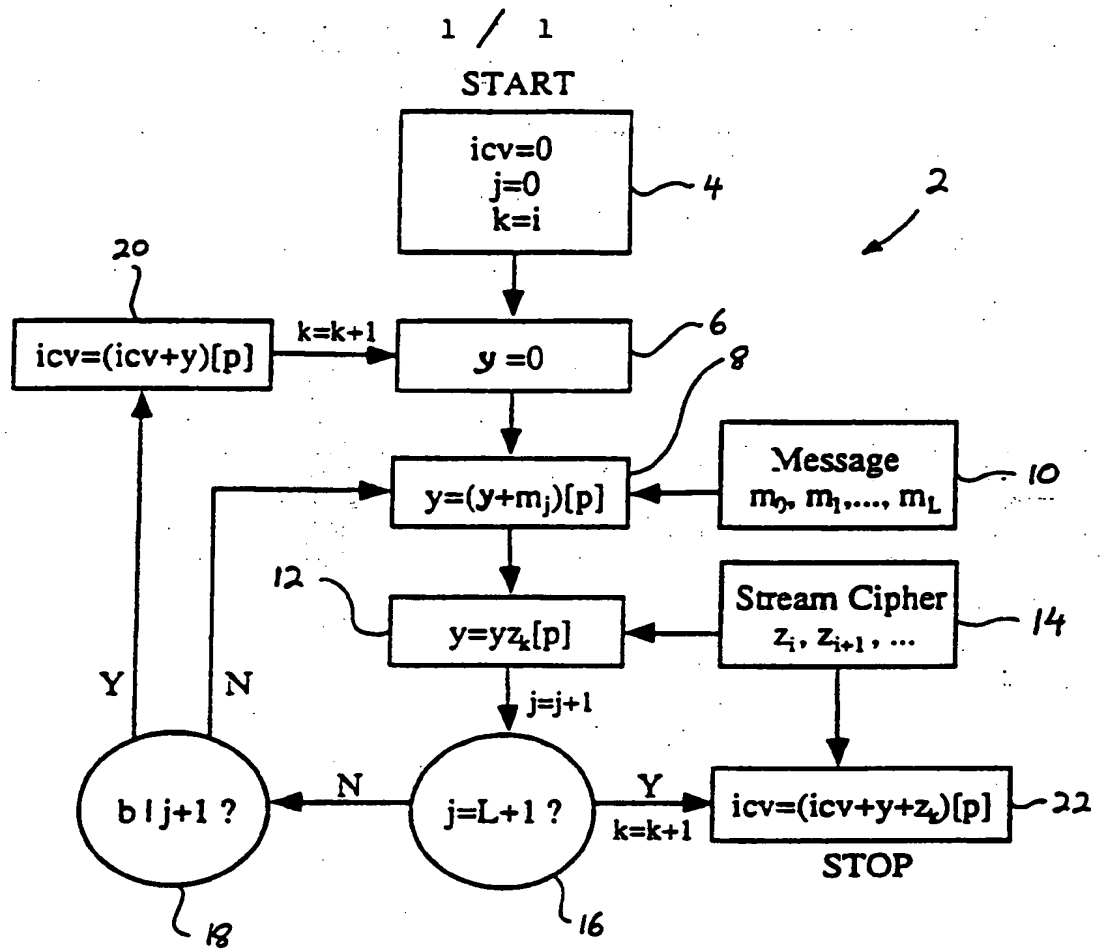 1 / 1
START
icv=0
j=0
k=i
4
2
20
icv=(icv+y)[p]
k=k+1
y=0
6
8
y=(y+mj)[p]
Message
m0, m1,..., mL
10
12
y=yzk[p]
Stream Cipher
zi, zi+1, ...
14
Y
N
j=j+1
b | j+1 ?
N
j=L+1 ?
Y
k=k+1
icv=(icv+y+zk)[p]
22
STOP
18
16